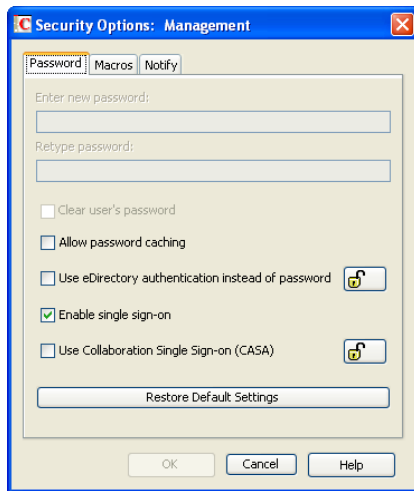 Security Options: Management
Password Macros Notify
Enter new password:
Retype password:
Clear user's password
Allow password caching
Use eDirectory authentication instead of password
Enable single sign-on
Use Collaboration Single Sign-on (CASA)
Restore Default Settings
OK Cancel Help